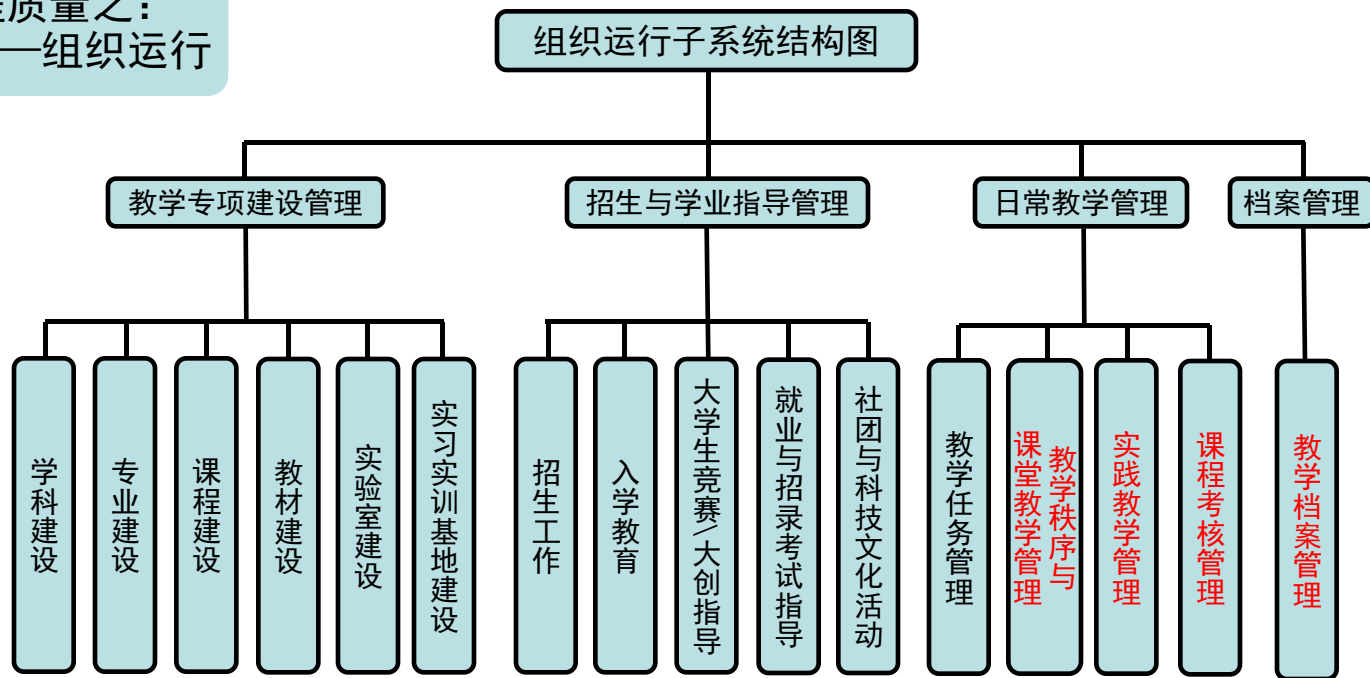 质量之：
—组织运行
组织运行子系统结构图
教学专项建设管理
招生与学业指导管理
日常教学管理
档案管理
学科建设
专业建设
课程建设
教材建设
实验室建设
实习实训基地建设
招生工作
入学教育
大学生竞赛/大创指导
就业与招录考试指导
社团与科技文化活动
教学任务管理
教学秩序与
课堂教学管理
实践教学管理
课程考核管理
教学档案管理